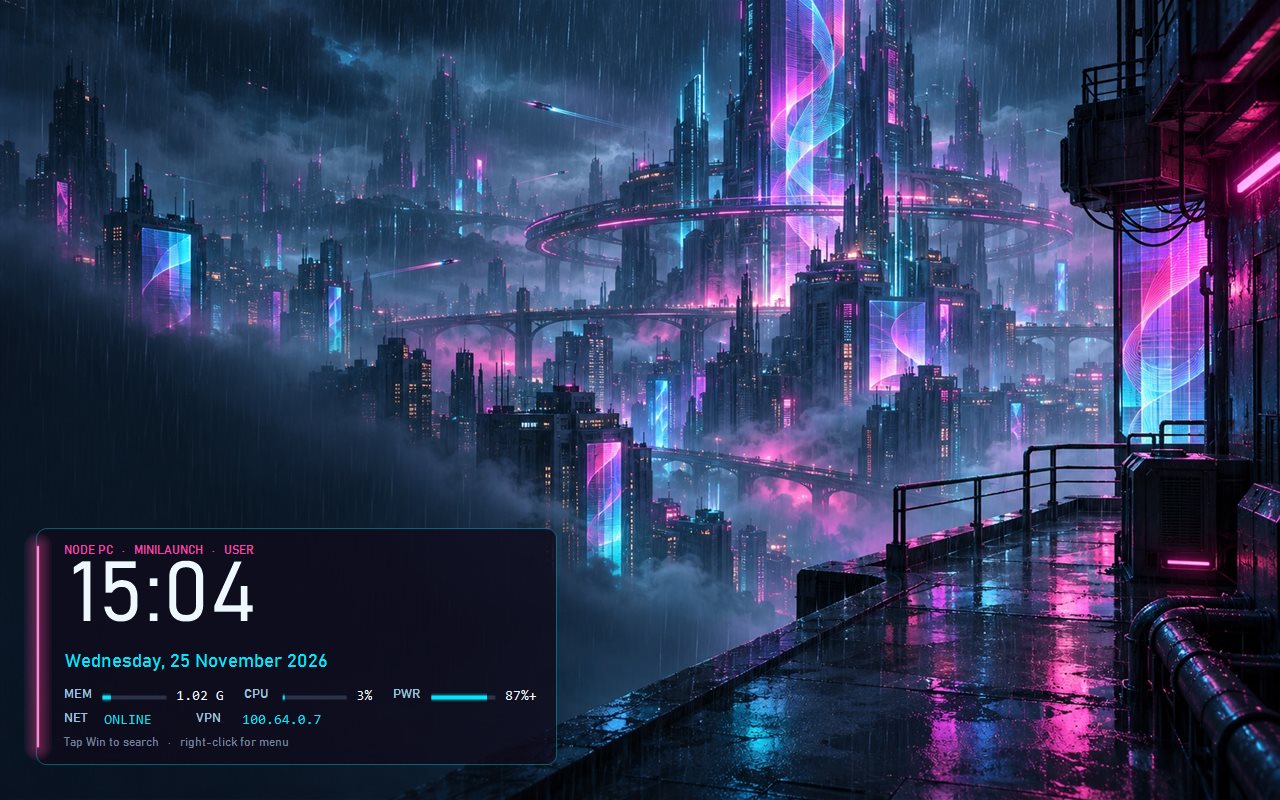 NODE PC · MINILAUNCH · USER
15:04
Wednesday, 25 November 2026
MEM 1.02 G CPU 3% PWR 87%+
NET ONLINE VPN 100.64.0.7
Tap Win to search · right-click for menu